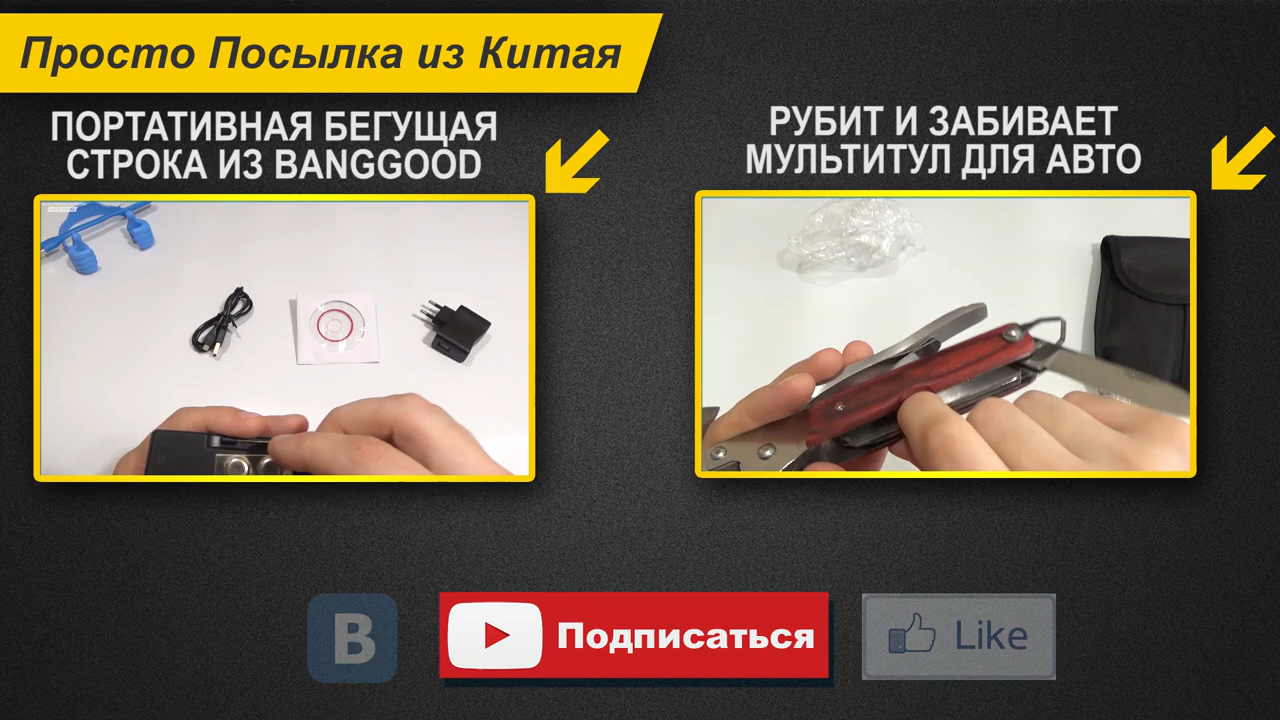 Просто Посылка из Китая
ПОРТАТИВНАЯ БЕГУЩАЯ
СТРОКА ИЗ BANGGOOD
РУБИТ И ЗАБИВАЕТ
МУЛЬТИТУЛ ДЛЯ АВТО
B
Подписаться
Like